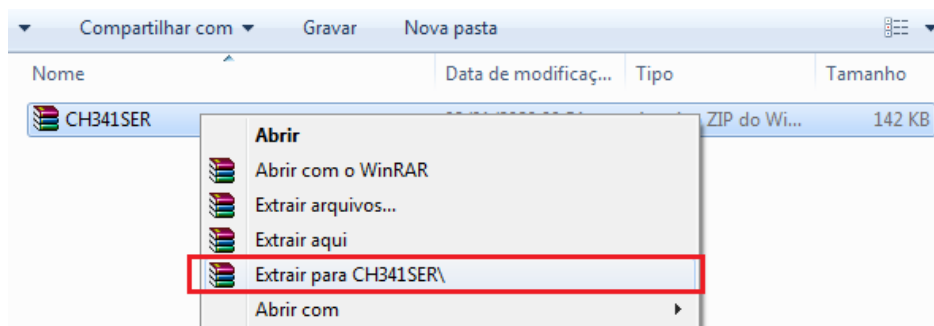 Compartilhar com Gravar Nova pasta
Nome Data de modificaç... Tipo Tamanho
CH341SER ZIP do Wi... 142 KB
Abrir
Abrir com o WinRAR
Extrair arquivos...
Extrair aqui
Extrair para CH341SER\
Abrir com